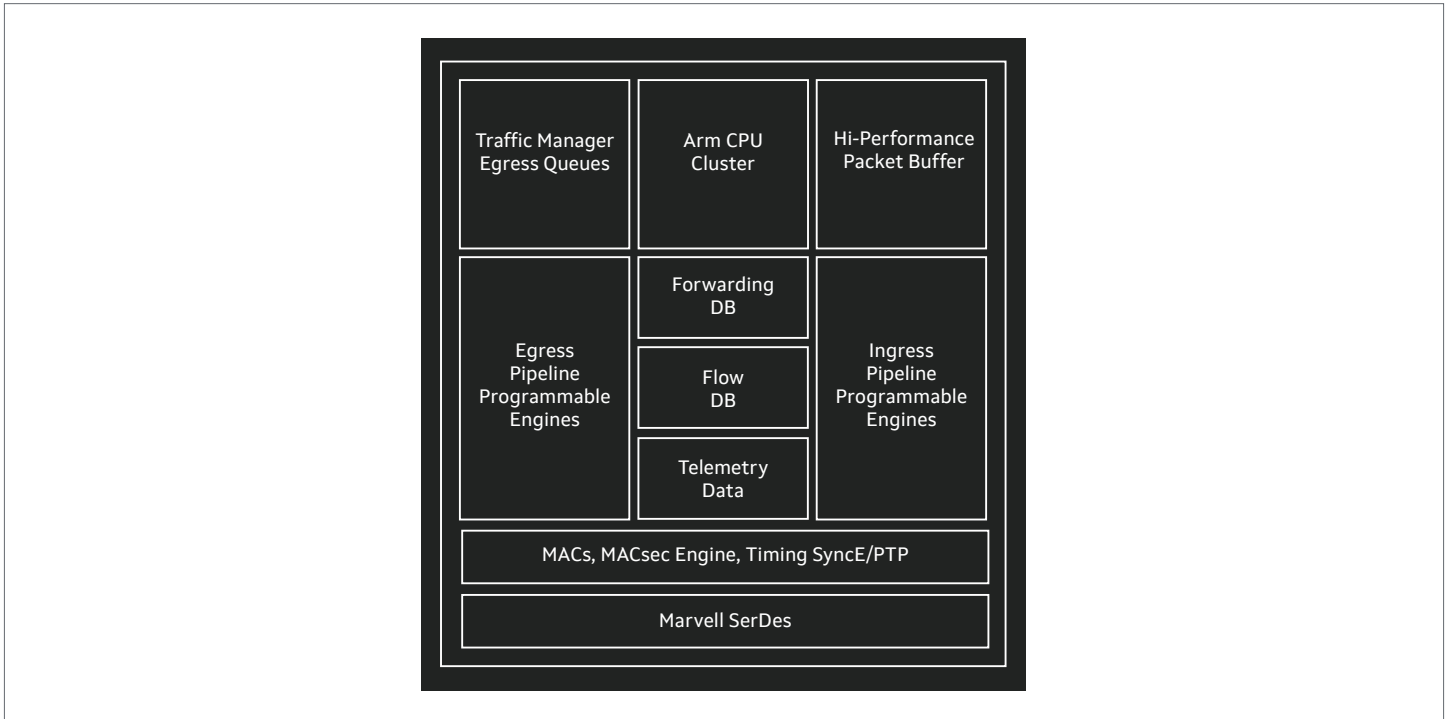 Traffic Manager
Egress Queues
Arm CPU
Cluster
Hi-Performance
Packet Buffer
Egress
Pipeline
Programmable
Engines
Forwarding
DB
Flow
DB
Telemetry
Data
Ingress
Pipeline
Programmable
Engines
MACs, MACsec Engine, Timing SyncE/PTP
Marvell SerDes